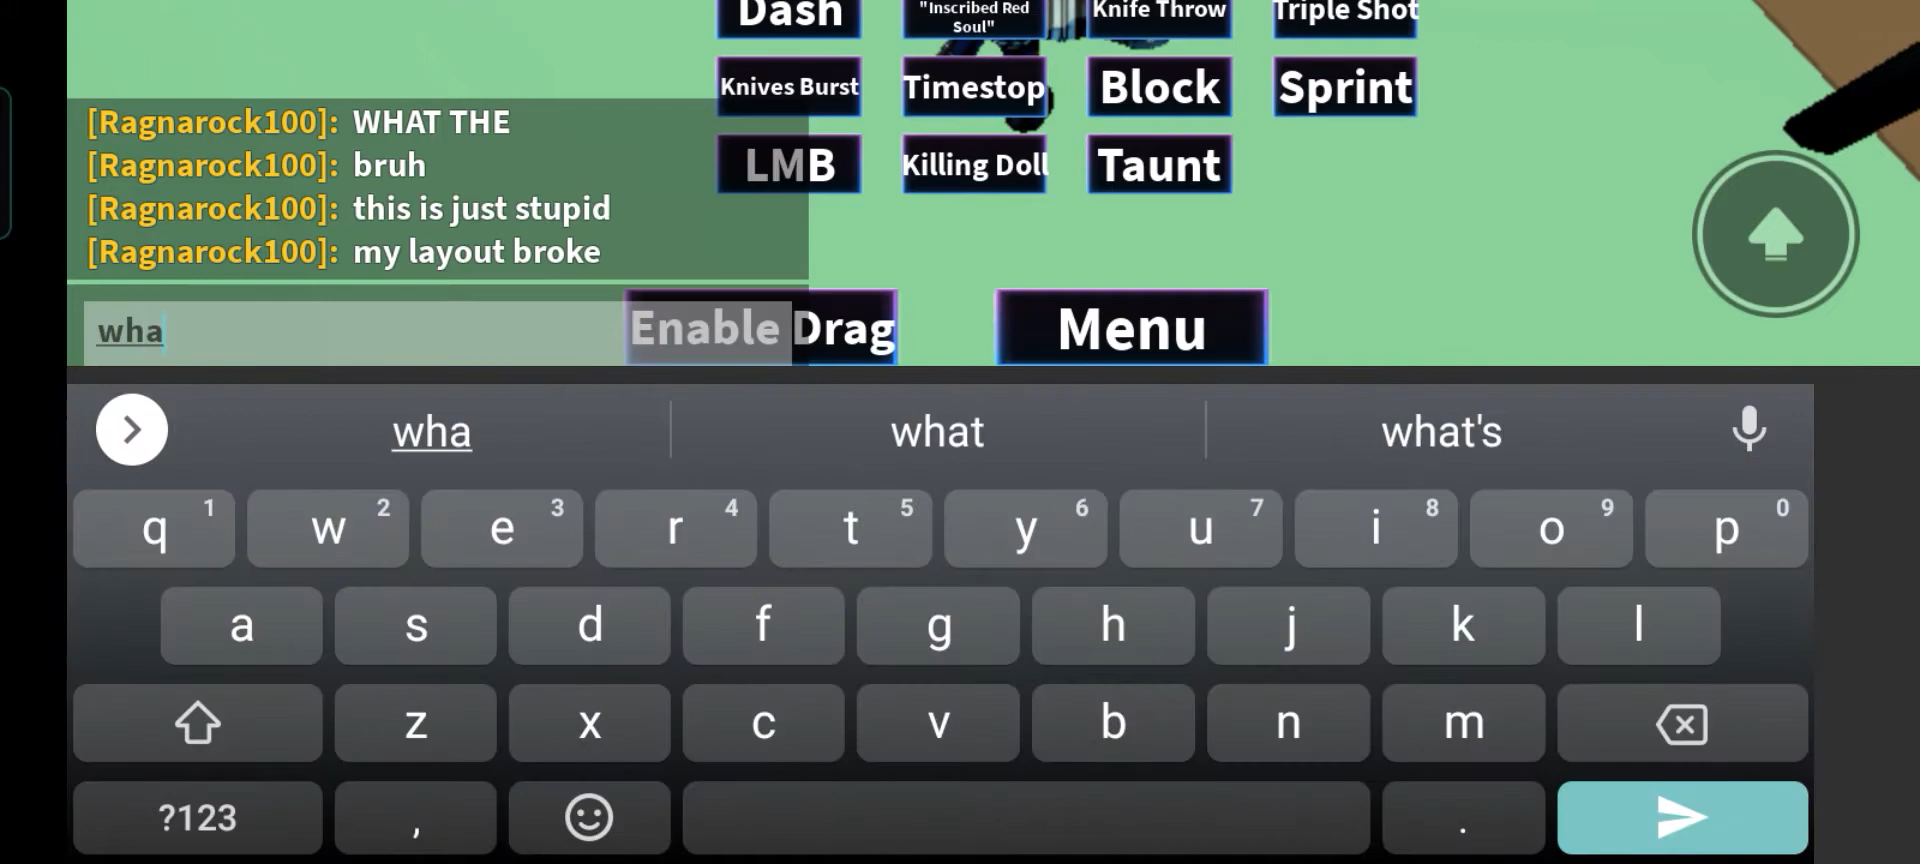 Dash
"Inscribed Red
Soul"
Knife Throw
Triple Shot
Knives Burst
Timestop
Block
Sprint
LMB
Killing Doll
Taunt
[Ragnarock100]: WHAT THE
[Ragnarock100]: bruh
[Ragnarock100]: this is just stupid
[Ragnarock100]: my layout broke
wha
Enable Drag
Menu
wha what what's
q 1 w 2 e 3 r 4 t 5 y 6 u 7 i 8 o 9 p 0
a s d f g h j k l
z x c v b n m
?123 , .